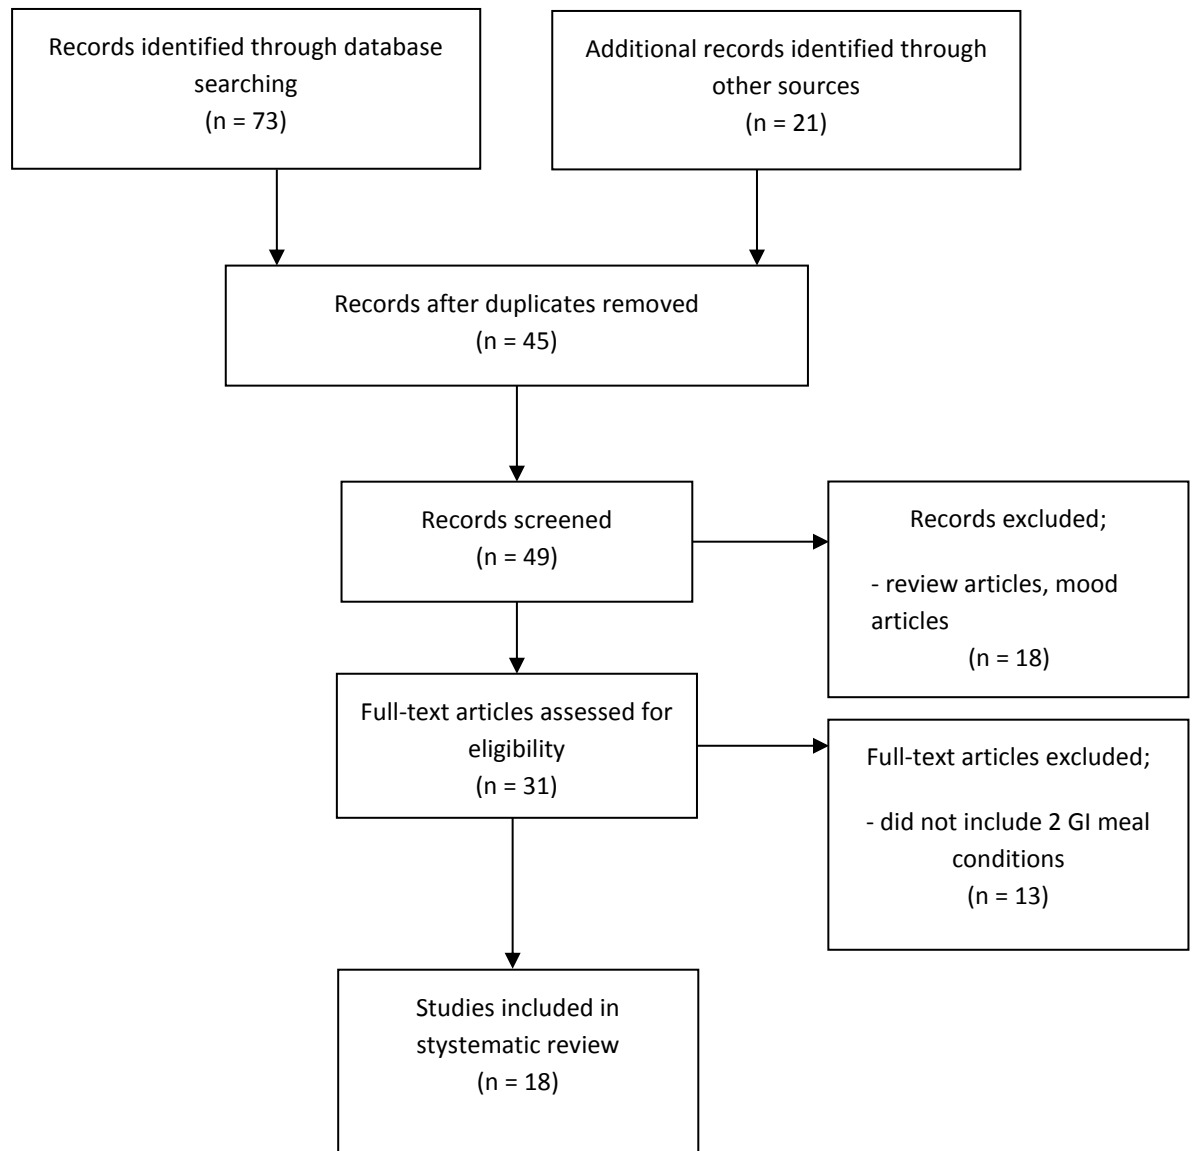 Records identified through database
searching
(n = 73)
Additional records identified through
other sources
(n = 21)
Records after duplicates removed
(n = 45)
Records screened
(n = 49)
Records excluded;
- review articles, mood
articles
(n = 18)
Full-text articles assessed for
eligibility
(n = 31)
Full-text articles excluded;
- did not include 2 GI meal
conditions
(n = 13)
Studies included in
stystematic review
(n = 18)